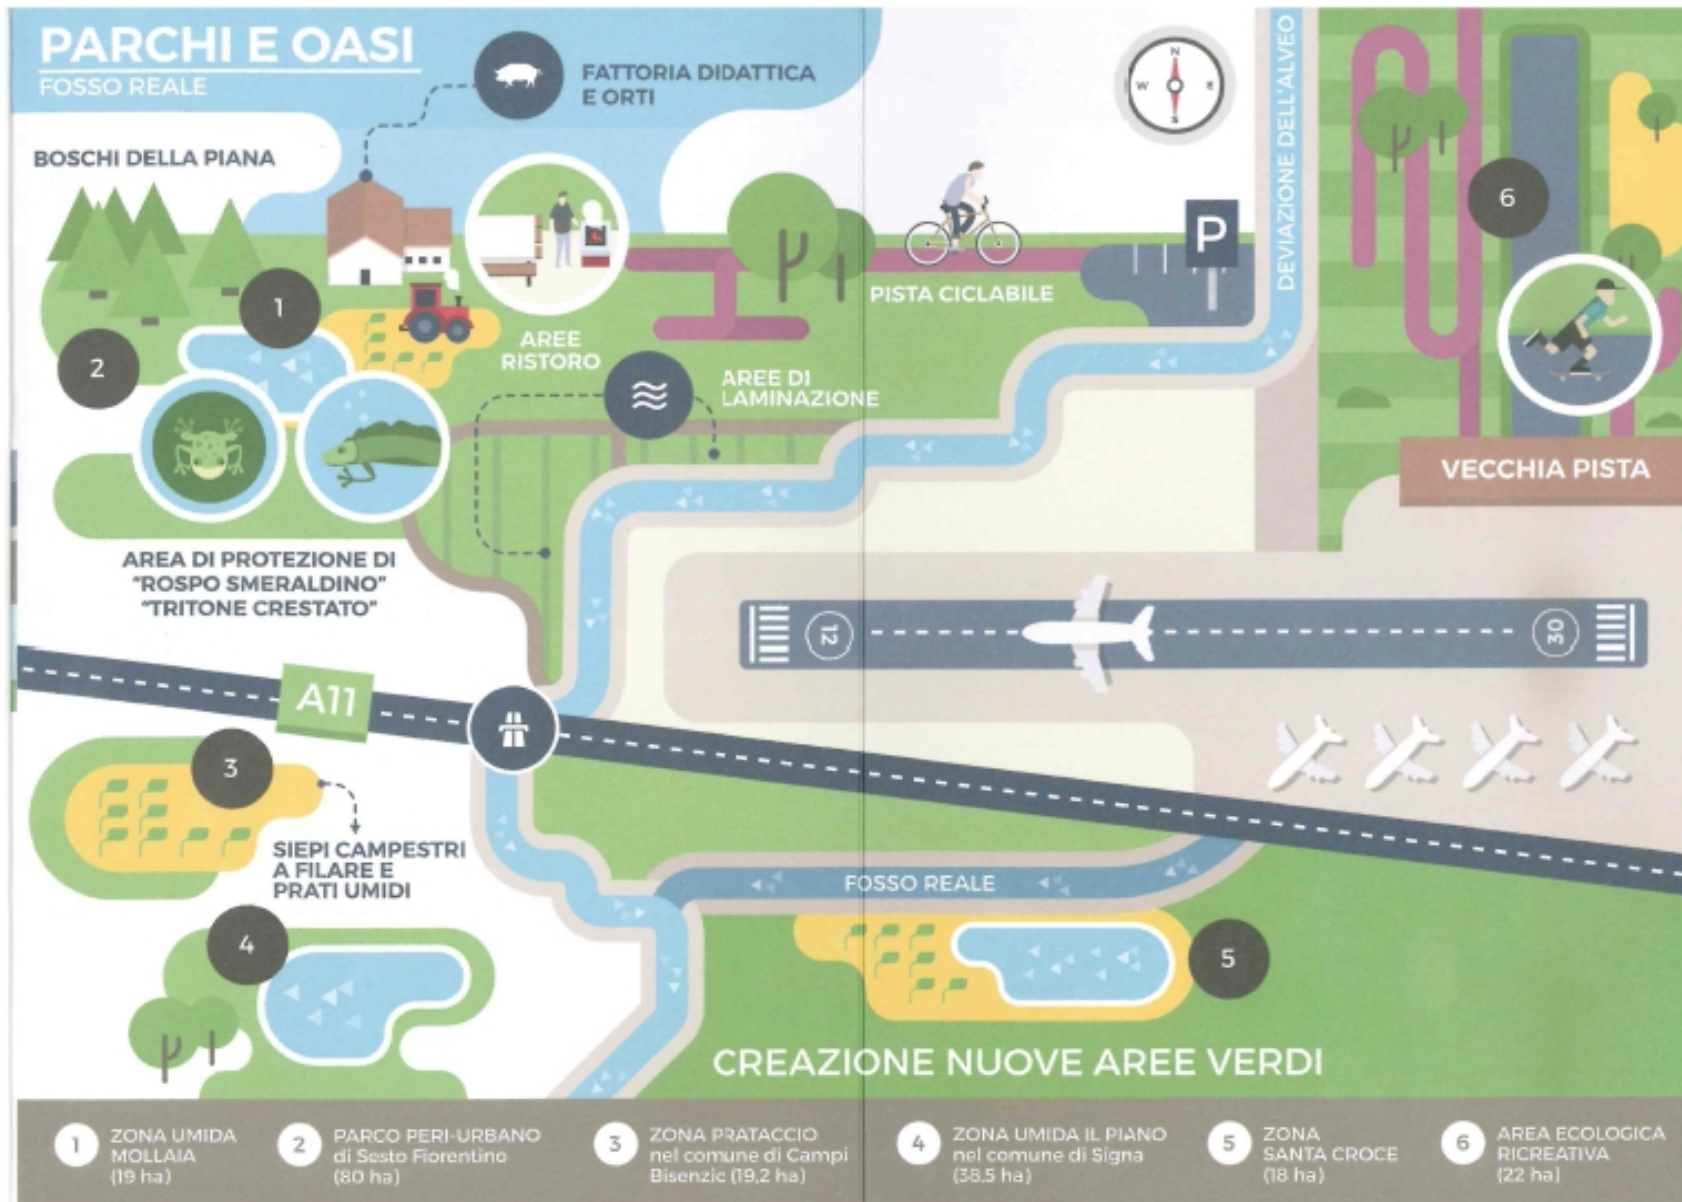 PARCHI E OASI
FOSSO REALE
FATTORIA DIDATTICA
E ORTI
BOSCHI DELLA PIANA
N
W
E
S
DEVIAZIONE DELL'ALVEO
6
P
1
2
AREE
RISTORO
PISTA CICLABILE
AREE DI
LAMINAZIONE
VECCHIA PISTA
AREA DI PROTEZIONE DI
"ROSPO SMERALDINO"
"TRITONE CRESTATO"
12
30
A11
3
SIEPI CAMPESTRI
A FILARE E
PRATI UMIDI
FOSSO REALE
4
5
CREAZIONE NUOVE AREE VERDI
1
ZONA UMIDA
MOLLAIA
(19 ha)
2
PARCO PERI-URBANO
di Sesto Fiorentino
(80 ha)
3
ZONA PRATACCIO
nel comune di Campi
Bisenzio (19,2 ha)
4
ZONA UMIDA IL PIANO
nel comune di Signa
(38,5 ha)
5
ZONA
SANTA CROCE
(18 ha)
6
AREA ECOLOGICA
RICREATIVA
(22 ha)